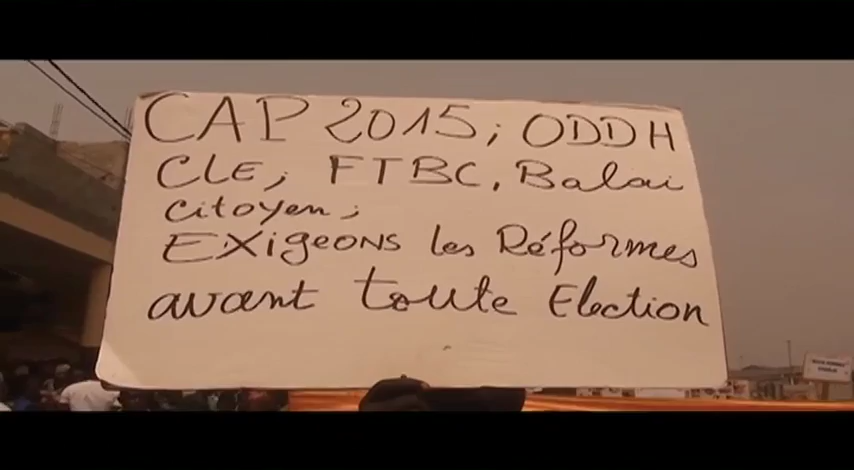 CAP 2015; ODDH
CLE; FTBC, Balai
citoyen;
EXigeons les Réformes
avant toute Election